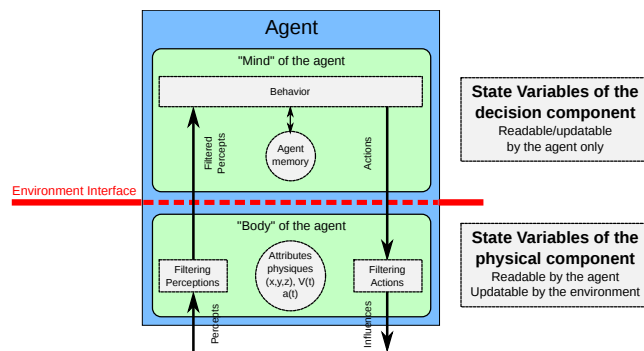 Agent
"Mind" of the agent
Behavior
Filtered
Percepts
Agent
memory
Actions
Environment Interface
"Body" of the agent
Filtering
Perceptions
Attributes
physiques
(x,y,z), V(t)
a(t)
Filtering
Actions
Percepts
Influences
State Variables of the
decision component
Readable/updatable
by the agent only
State Variables of the
physical component
Readable by the agent
Updatable by the environment